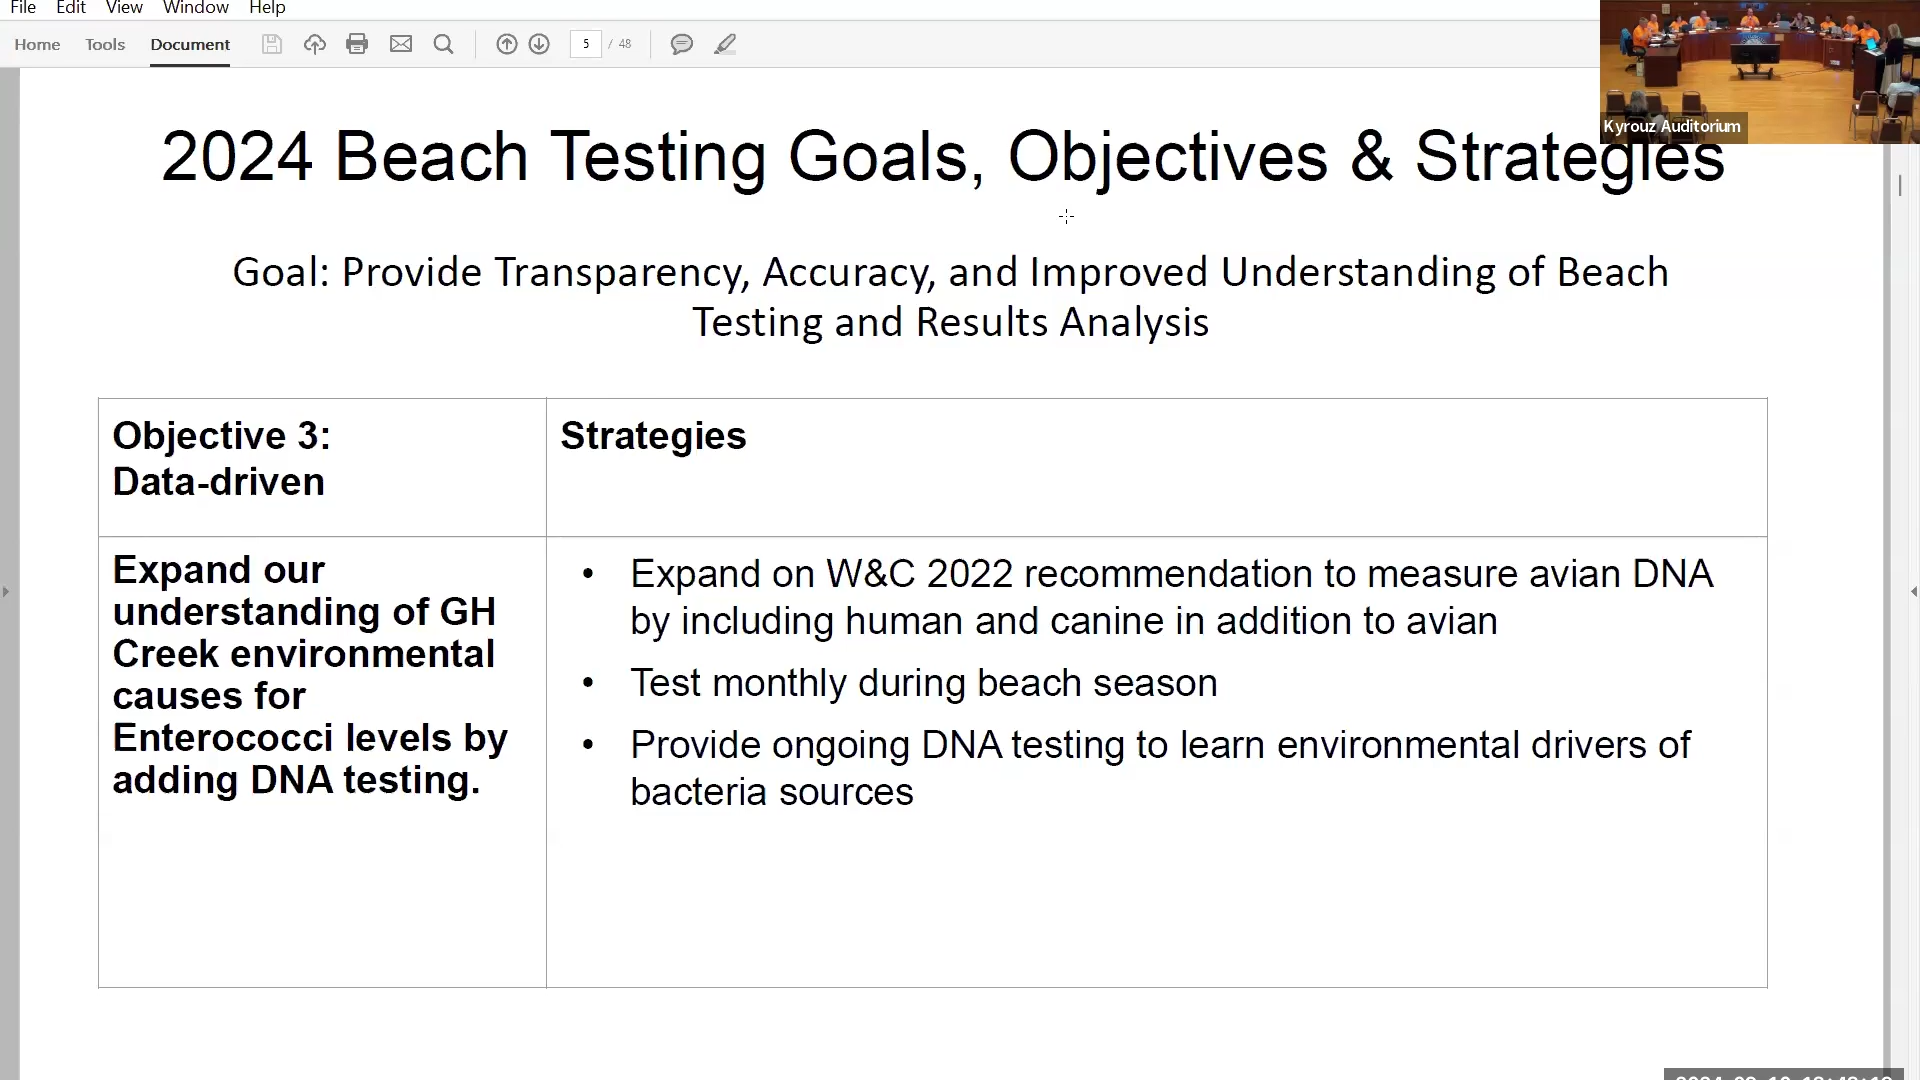 File Edit View Window Help
Home Tools Document 5 / 48
Kyrouz Auditorium
2024 Beach Testing Goals, Objectives & Strategies
Goal: Provide Transparency, Accuracy, and Improved Understanding of Beach
Testing and Results Analysis
Objective 3:
Data-driven
Strategies
Expand our
understanding of GH
Creek environmental
causes for
Enterococci levels by
adding DNA testing.
• Expand on W&C 2022 recommendation to measure avian DNA
by including human and canine in addition to avian
• Test monthly during beach season
• Provide ongoing DNA testing to learn environmental drivers of
bacteria sources